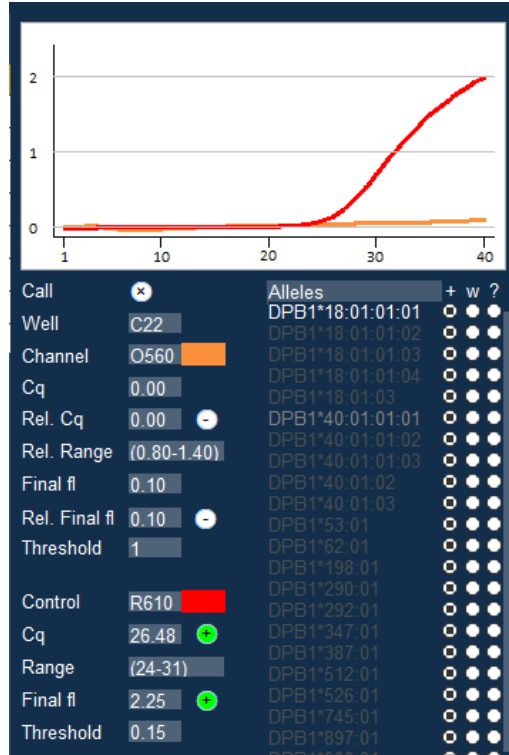 2
1
0
1 10 20 30 40
Call
Well C22
Channel O560
Cq 0.00
Rel. Cq 0.00 -
Rel. Range (0.80-1.40)
Final fl 0.10
Rel. Final fl 0.10 -
Threshold 1
Control R610
Cq 26.48 +
Range (24-31)
Final fl 2.25 +
Threshold 0.15
Alleles + w ?
DPB1*18:01:01:01
DPB1*18:01:01:02
DPB1*18:01:01:03
DPB1*18:01:01:04
DPB1*18:01:03
DPB1*40:01:01:01
DPB1*40:01:01:02
DPB1*40:01:01:03
DPB1*40:01:02
DPB1*40:01:03
DPB1*53:01
DPB1*62:01
DPB1*198:01
DPB1*290:01
DPB1*292:01
DPB1*347:01
DPB1*387:01
DPB1*512:01
DPB1*526:01
DPB1*745:01
DPB1*897:01